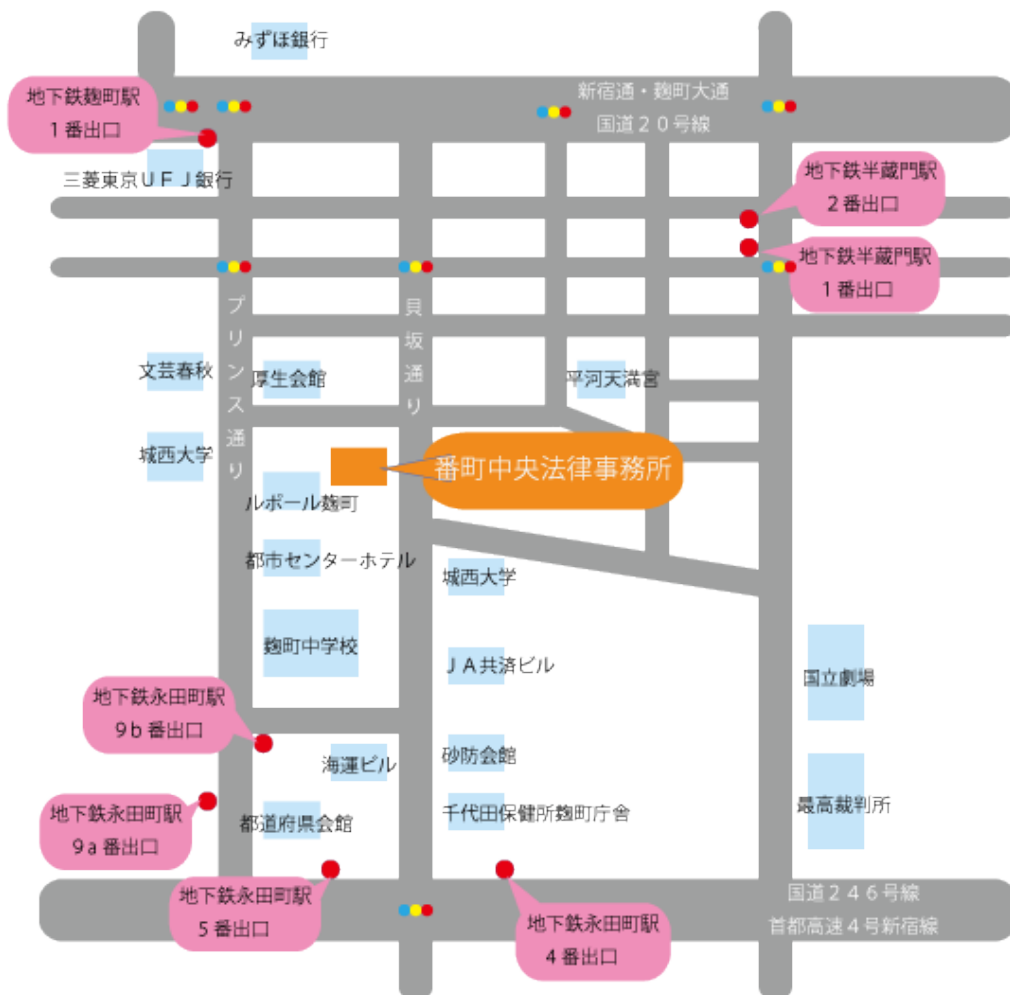 みずほ銀行
地下鉄麹町駅
1番出口
新宿通・麹町大通
国道20号線
三菱東京UFJ銀行
地下鉄半蔵門駅
2番出口
地下鉄半蔵門駅
1番出口
プリンス通り
貝坂通り
文芸春秋
厚生会館
平河天満宮
城西大学
番町中央法律事務所
ルポール麹町
都市センターホテル
城西大学
麹町中学校
JA共済ビル
国立劇場
地下鉄永田町駅
9b番出口
海運ビル
砂防会館
地下鉄永田町駅
9a番出口
都道府県会館
千代田保健所麹町庁舎
最高裁判所
地下鉄永田町駅
5番出口
地下鉄永田町駅
4番出口
国道246号線
首都高速4号新宿線